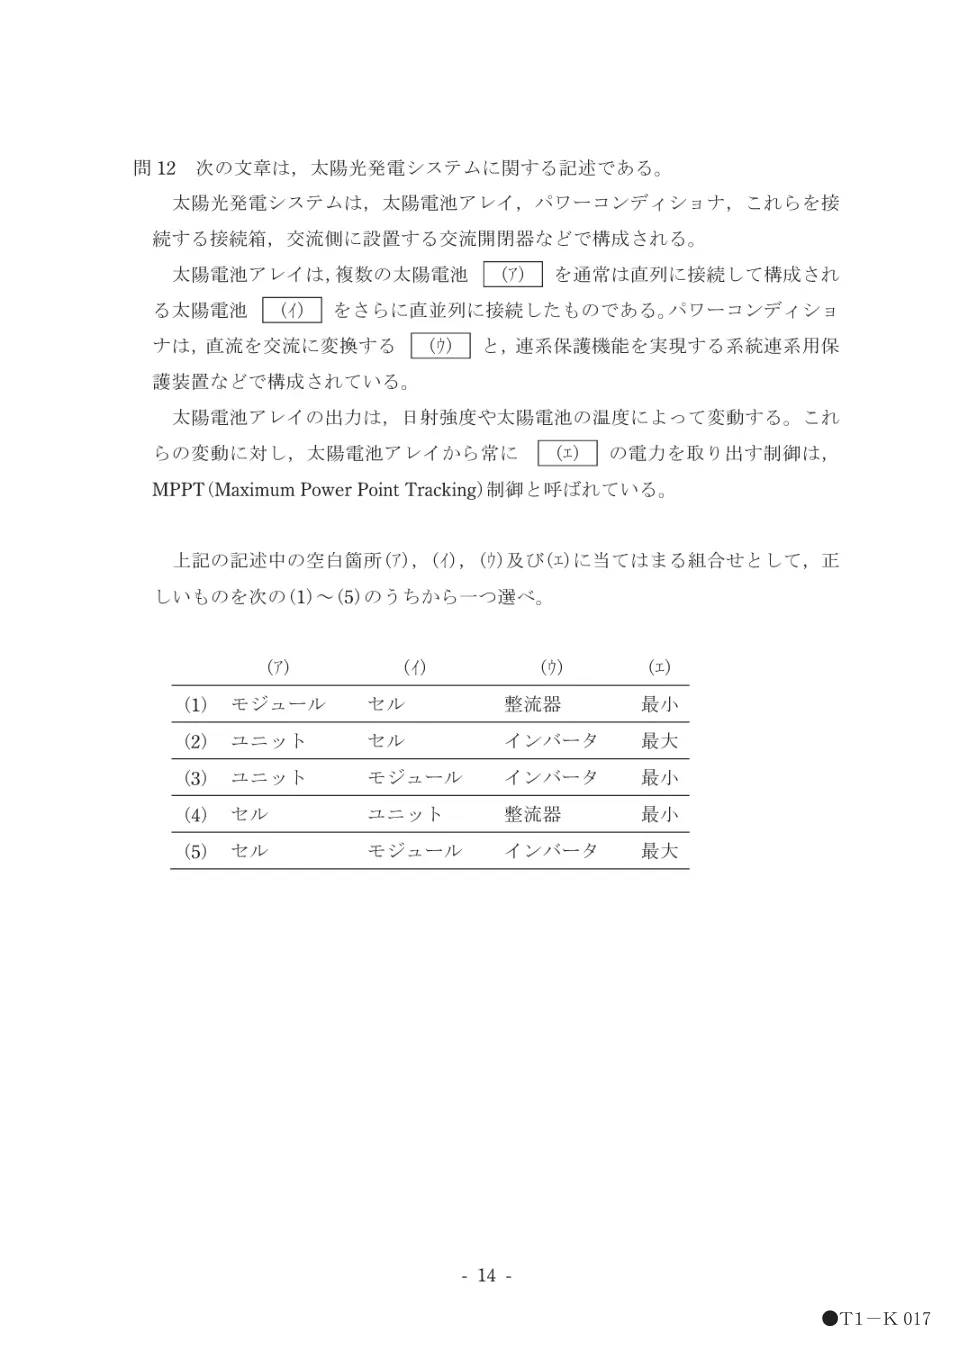 問12 次の文章は，太陽光発電システムに関する記述である。
太陽光発電システムは，太陽電池アレイ，パワーコンディショナ，これらを接
続する接続箱，交流側に設置する交流開閉器などで構成される。
太陽電池アレイは，複数の太陽電池 (ア) を通常は直列に接続して構成され
る太陽電池 (イ) をさらに直並列に接続したものである。パワーコンディショ
ナは，直流を交流に変換する (ウ) と，連系保護機能を実現する系統連系用保
護装置などで構成されている。
太陽電池アレイの出力は，日射強度や太陽電池の温度によって変動する。これ
らの変動に対し，太陽電池アレイから常に (エ) の電力を取り出す制御は，
MPPT(Maximum Power Point Tracking)制御と呼ばれている。
上記の記述中の空白箇所(ア)，(イ)，(ウ)及び(エ)に当てはまる組合せとして，正
しいものを次の(1)～(5)のうちから一つ選べ。
(ア) (イ) (ウ) (エ)
(1) モジュール セル 整流器 最小
(2) ユニット セル インバータ 最大
(3) ユニット モジュール インバータ 最小
(4) セル ユニット 整流器 最小
(5) セル モジュール インバータ 最大
- 14 -
●T1－K 017